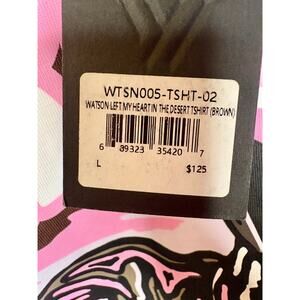 WTSN005-TSHT-02
WATSON LEFT MY HEART IN THE DESERT TSHIRT (BROWN)
6 89323 35420 7
L $125